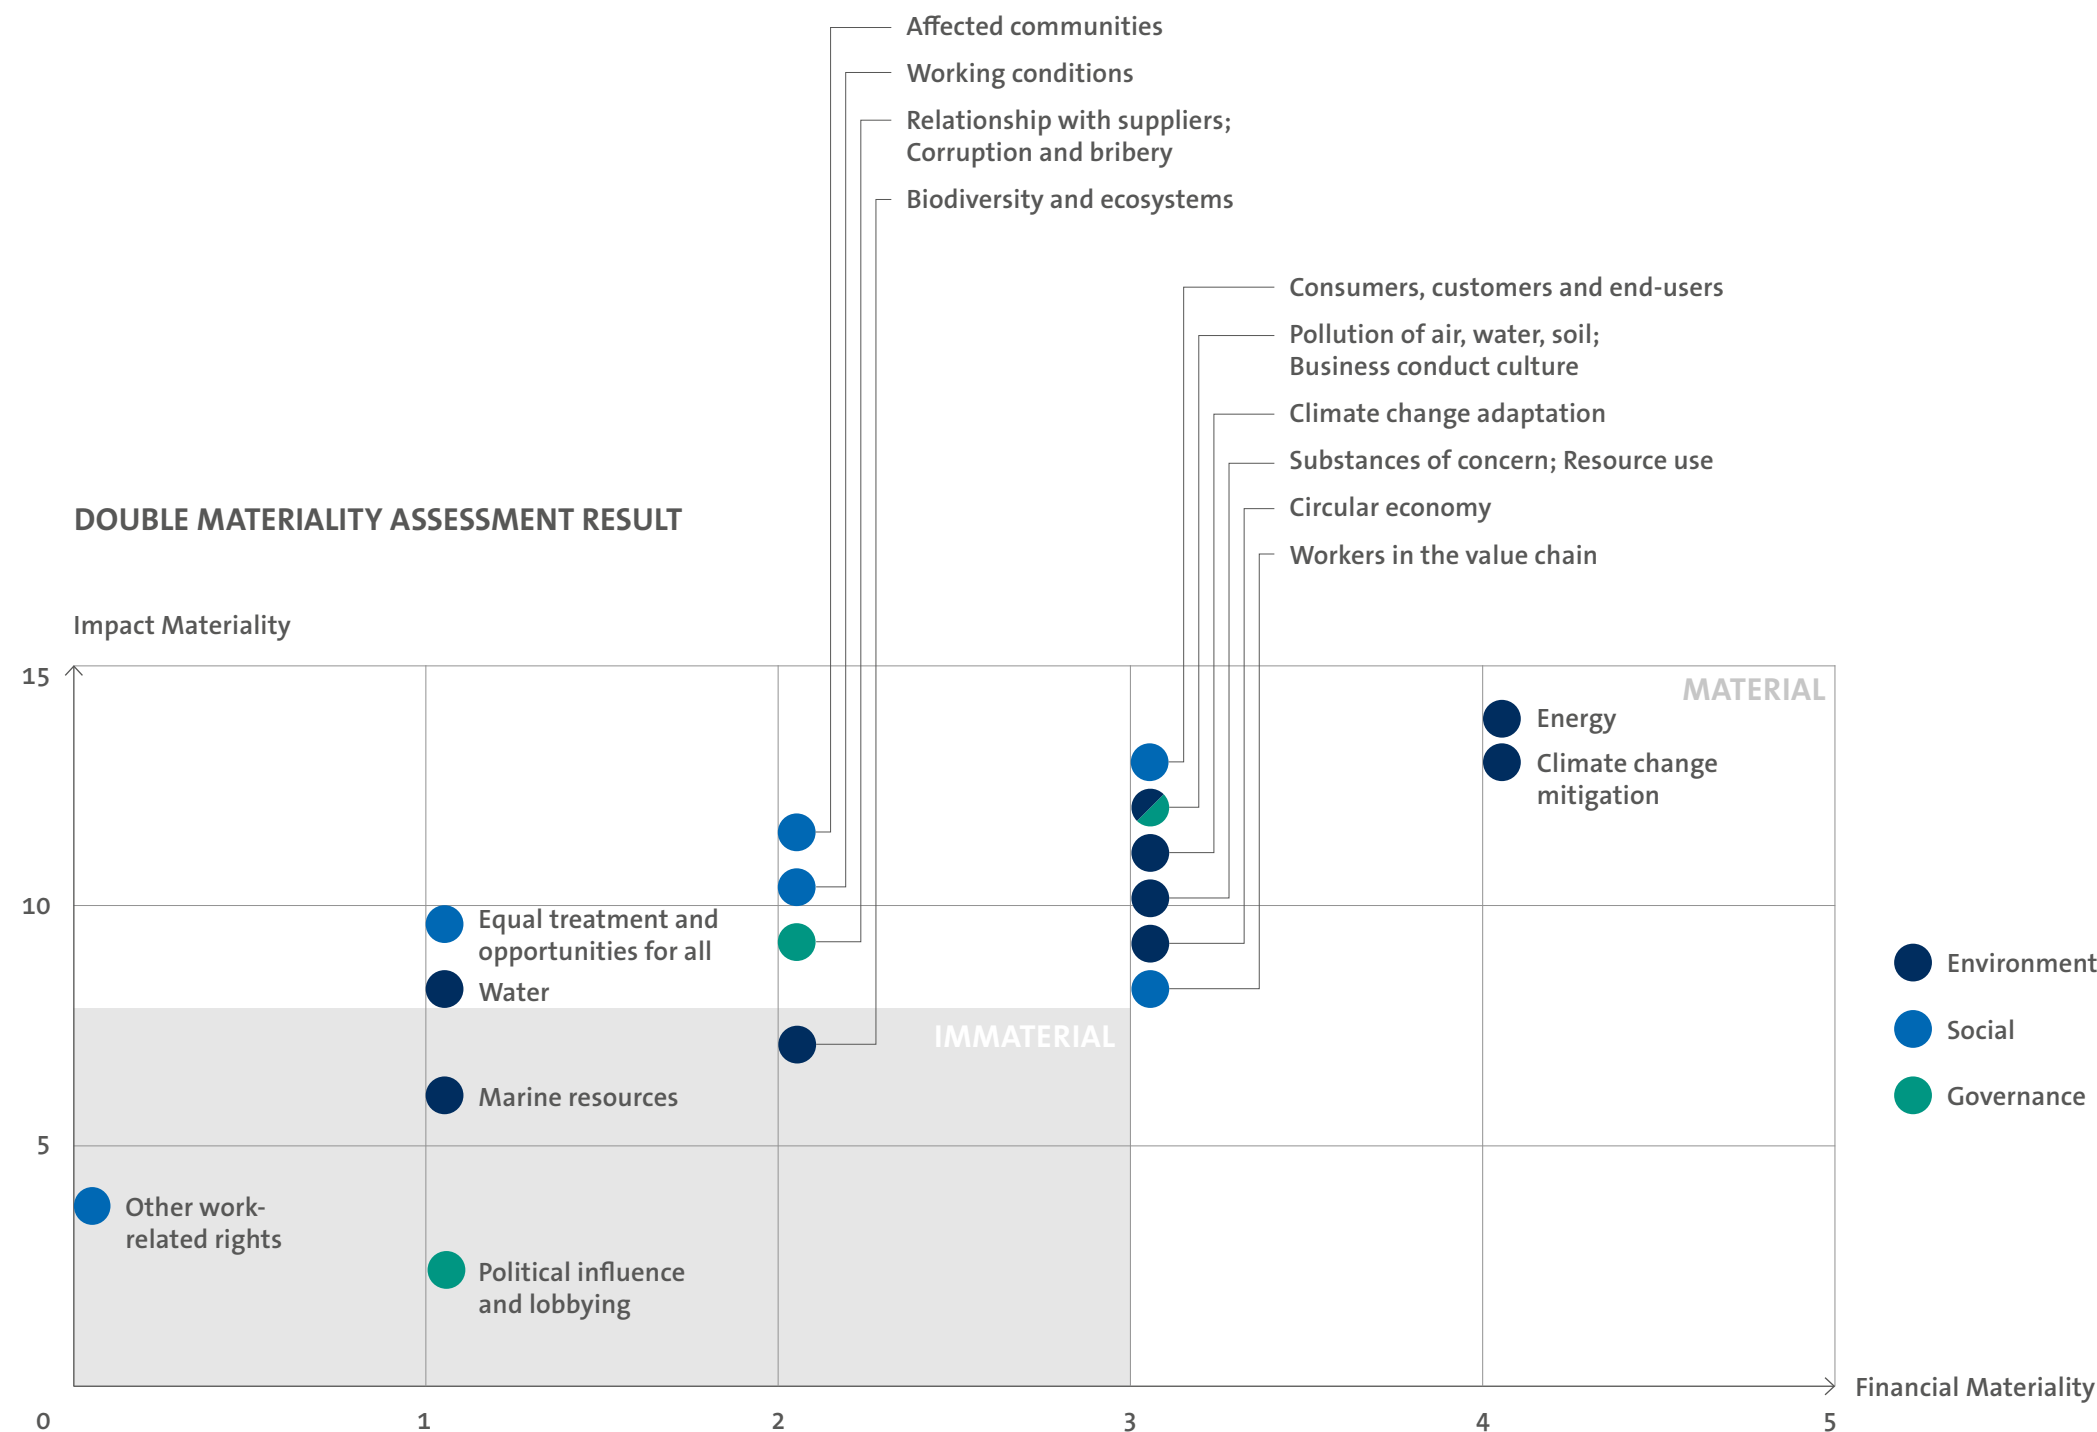 Affected communities
Working conditions
Relationship with suppliers;
Corruption and bribery
Biodiversity and ecosystems
Consumers, customers and end-users
Pollution of air, water, soil;
Business conduct culture
Climate change adaptation
Substances of concern; Resource use
Circular economy
Workers in the value chain
DOUBLE MATERIALITY ASSESSMENT RESULT
Impact Materiality
15
MATERIAL
Energy
Climate change
mitigation
10
Equal treatment and
opportunities for all
Water
IMMATERIAL
Marine resources
5
Other work-
related rights
Political influence
and lobbying
Environment
Social
Governance
Financial Materiality
0
1
2
3
4
5